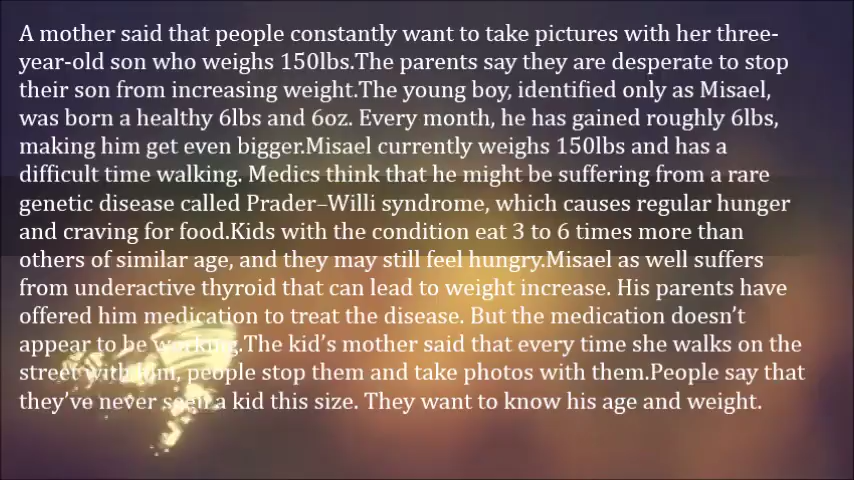 A mother said that people constantly want to take pictures with her three-
year-old son who weighs 150lbs.The parents say they are desperate to stop
their son from increasing weight.The young boy, identified only as Misael,
was born a healthy 6lbs and 6oz. Every month, he has gained roughly 6lbs,
making him get even bigger.Misael currently weighs 150lbs and has a
difficult time walking. Medics think that he might be suffering from a rare
genetic disease called Prader–Willi syndrome, which causes regular hunger
and craving for food.Kids with the condition eat 3 to 6 times more than
others of similar age, and they may still feel hungry.Misael as well suffers
from underactive thyroid that can lead to weight increase. His parents have
offered him medication to treat the disease. But the medication doesn’t
appear to be working.The kid’s mother said that every time she walks on the
street with him, people stop them and take photos with them.People say that
they’ve never seen a kid this size. They want to know his age and weight.